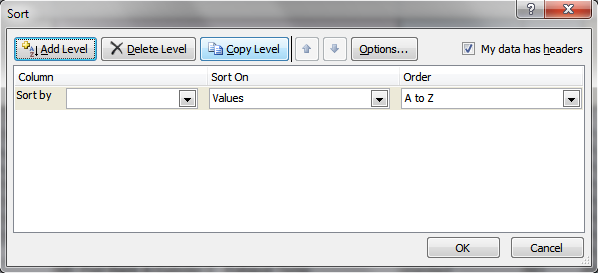 Sort
Add Level Delete Level Copy Level Options... My data has headers
Column Sort On Order
Sort by Values A to Z
OK Cancel